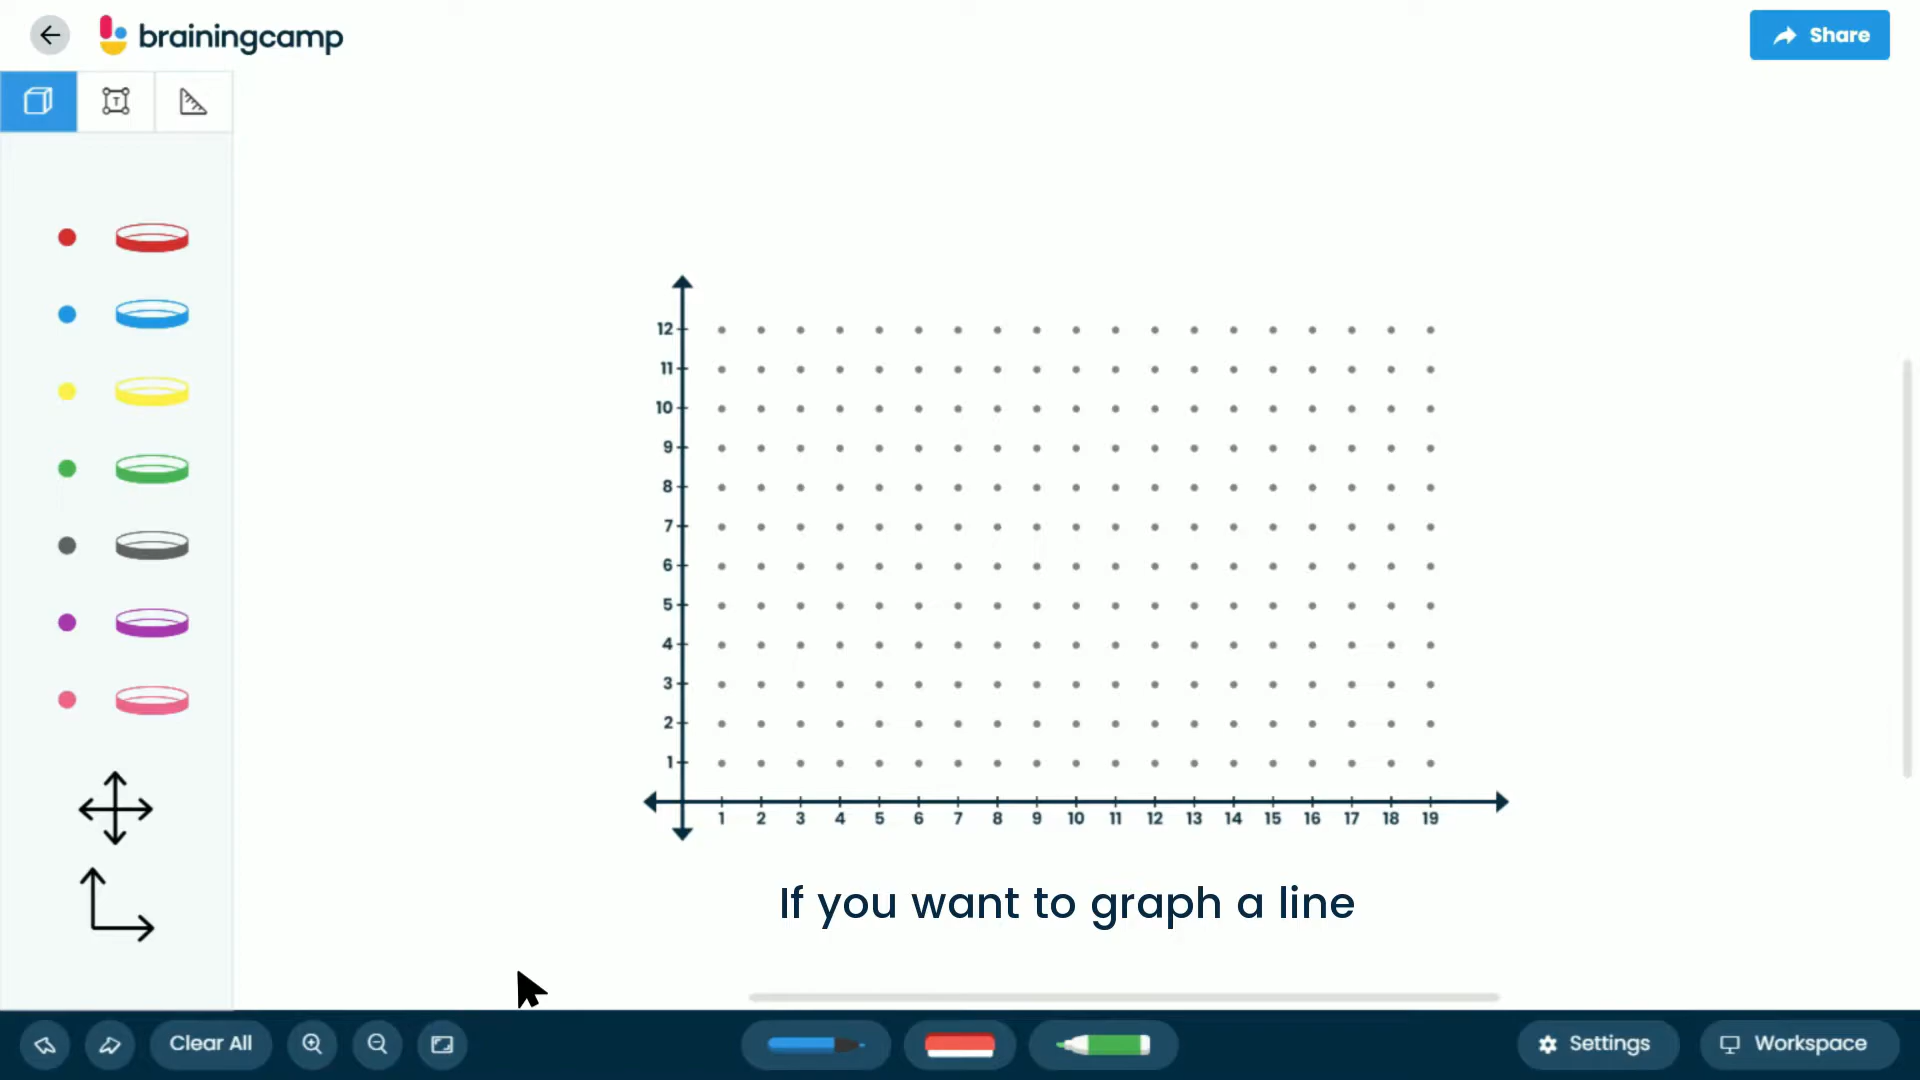 brainingcamp
Share
T
12
11
10
9
8
7
6
5
4
3
2
1
1 2 3 4 5 6 7 8 9 10 11 12 13 14 15 16 17 18 19
If you want to graph a line
Clear All
Settings
Workspace